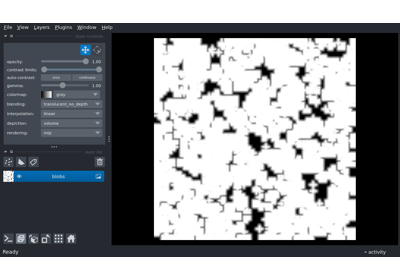 File View Layers Plugins Window Help
opacity: 1.00
contrast limits:
auto-contrast: once continuous
gamma: 1.00
colormap: gray
blending: translucent_no_depth
interpolation: linear
depiction: volume
rendering: mip
blobs
Ready
activity